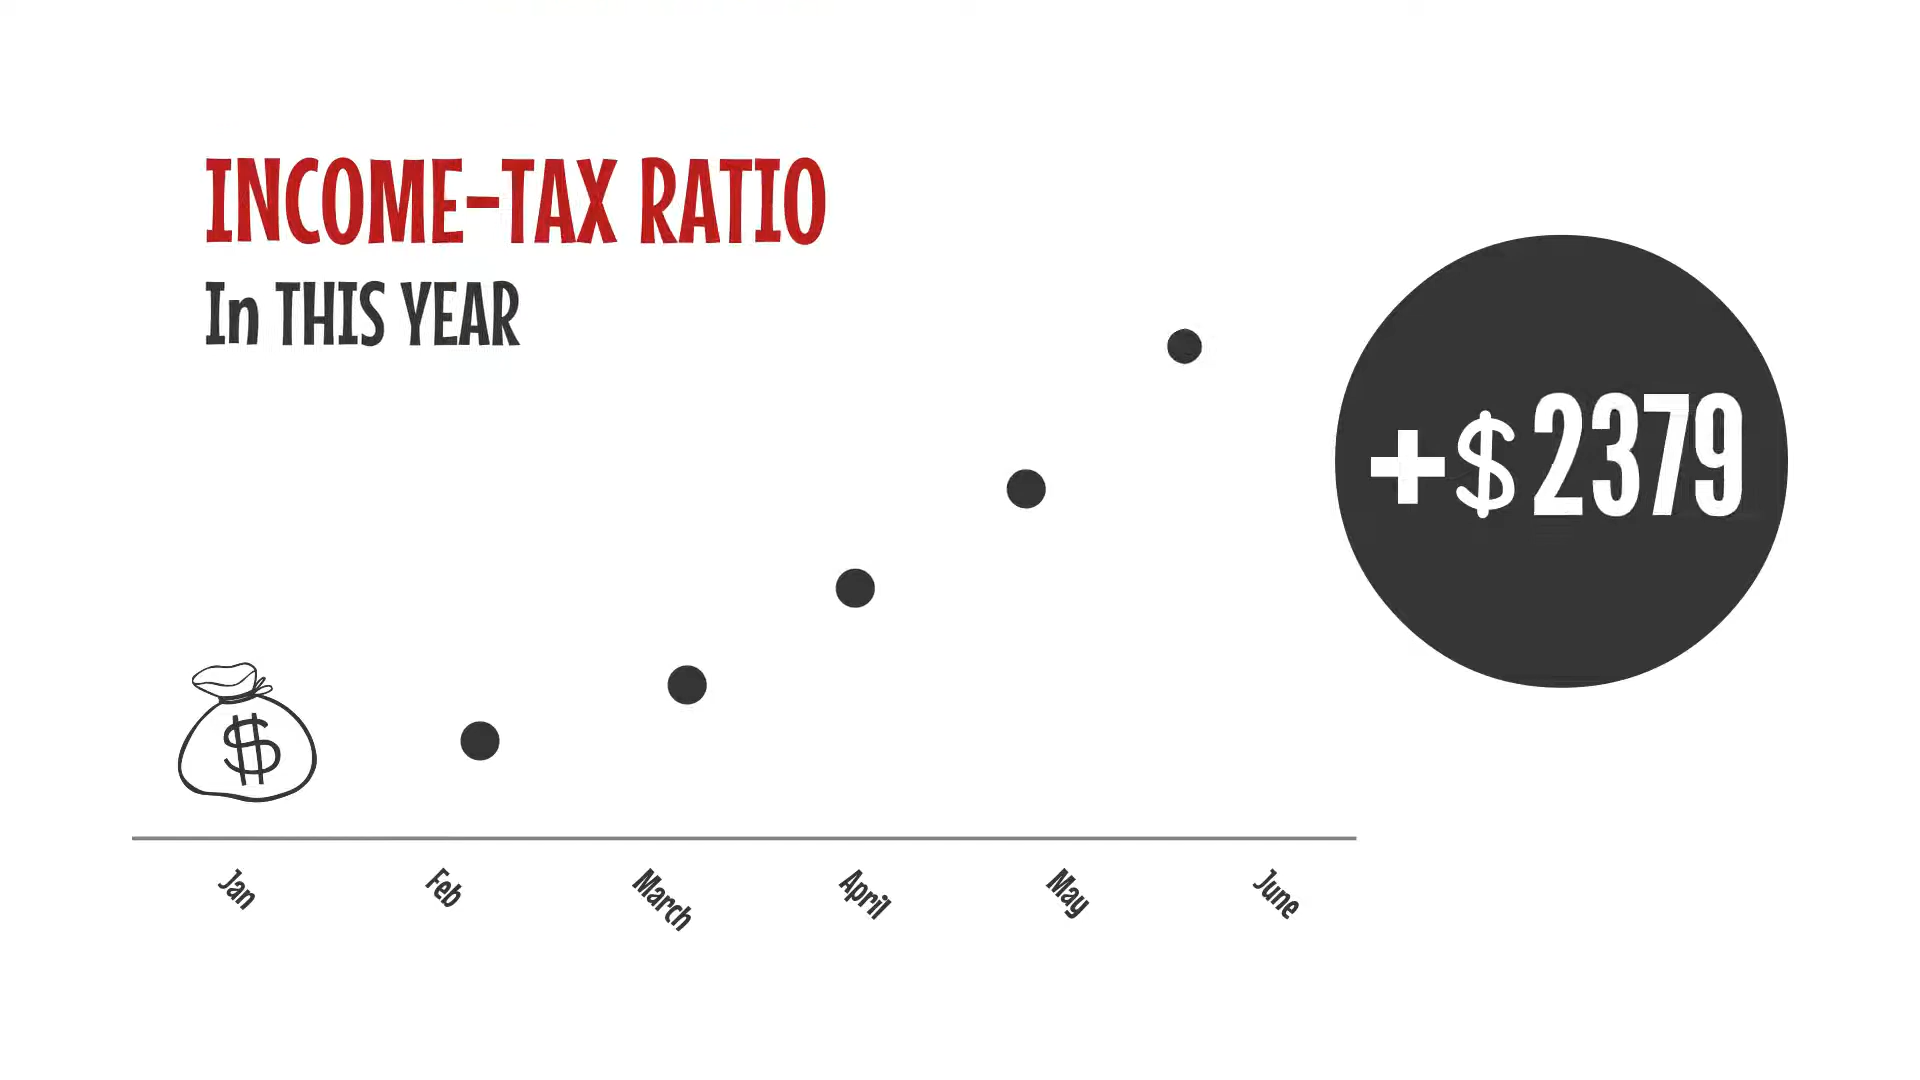 INCOME-TAX RATIO
In THIS YEAR
+$2379
$
Jan Feb March April May June